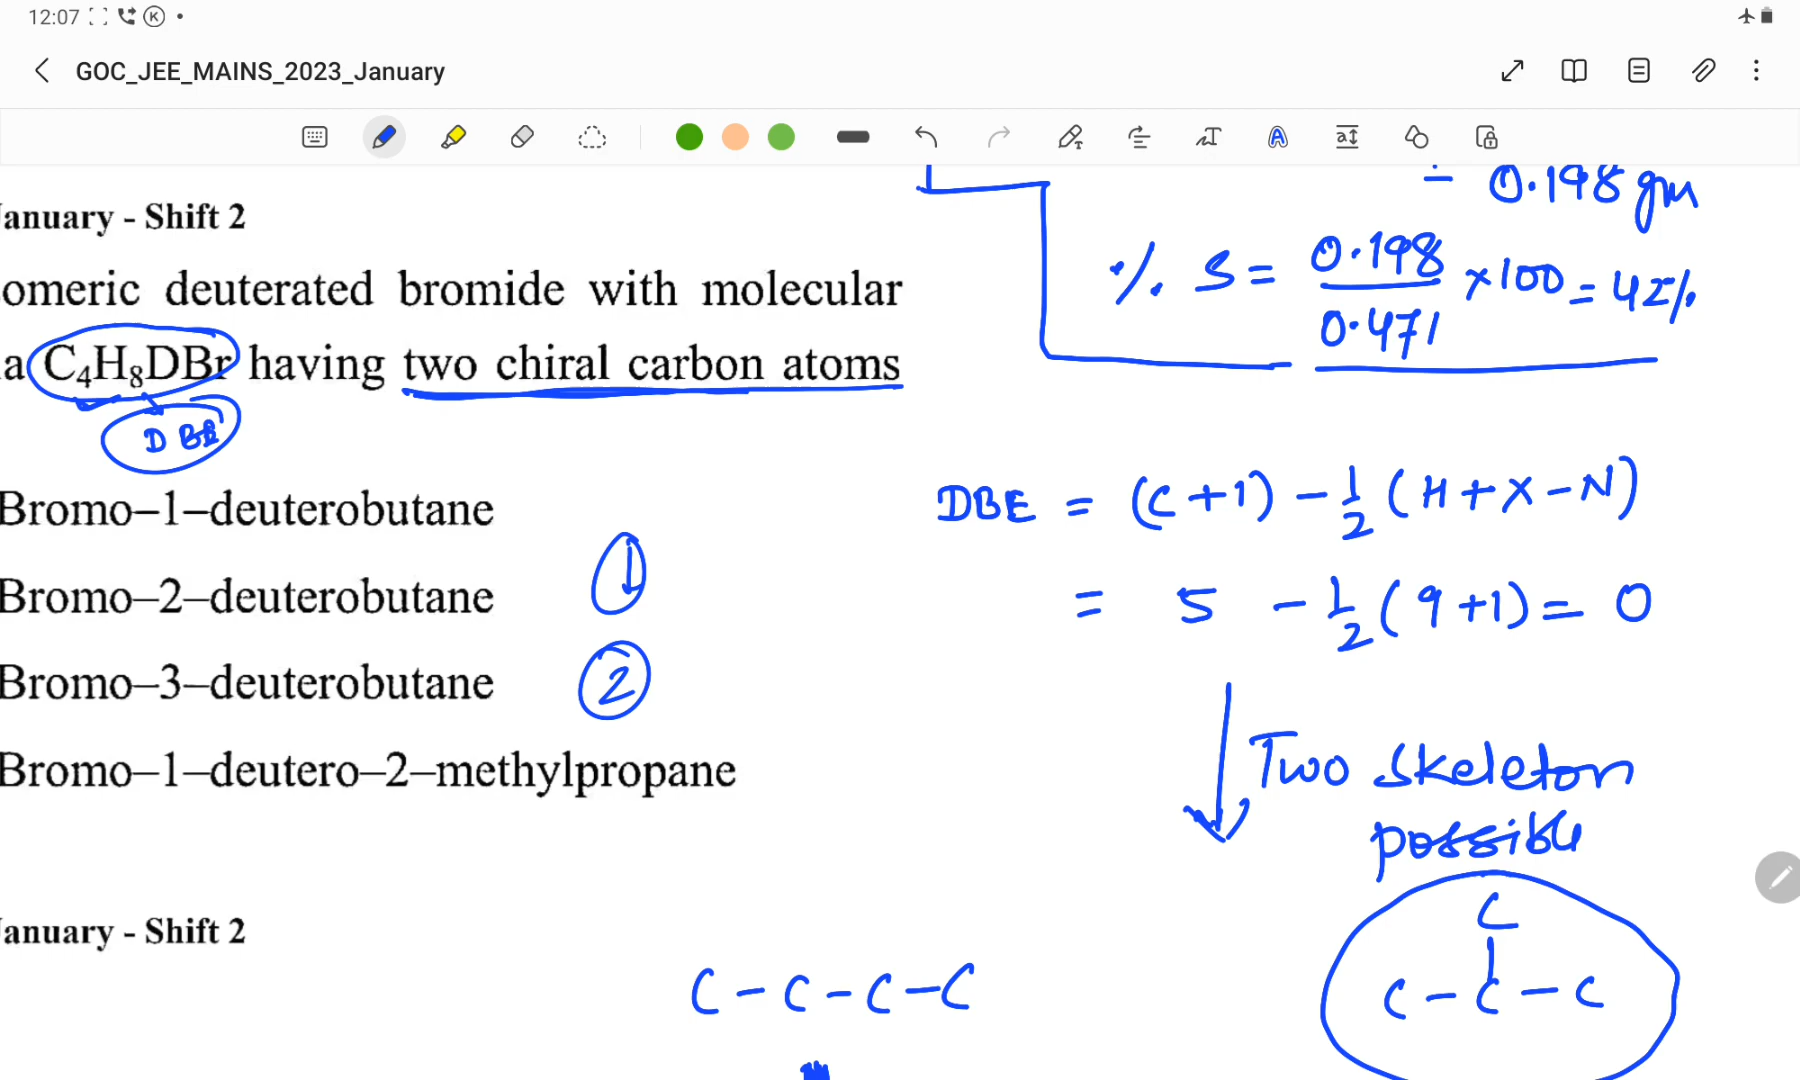 12:07
GOC_JEE_MAINS_2023_January
anuary - Shift 2
omeric deuterated bromide with molecular
a C₄H₈DBr having two chiral carbon atoms
D Br
Bromo–1–deuterobutane
Bromo–2–deuterobutane
Bromo–3–deuterobutane
Bromo–1–deutero–2–methylpropane
1
2
anuary - Shift 2
= 0.198 gm
% S = 0.198/0.471 × 100 = 42%
DBE = (C+1) - 1/2 (H+X-N)
= 5 - 1/2 (9+1) = 0
Two skeleton
possible
C - C - C - C
C
C - C - C